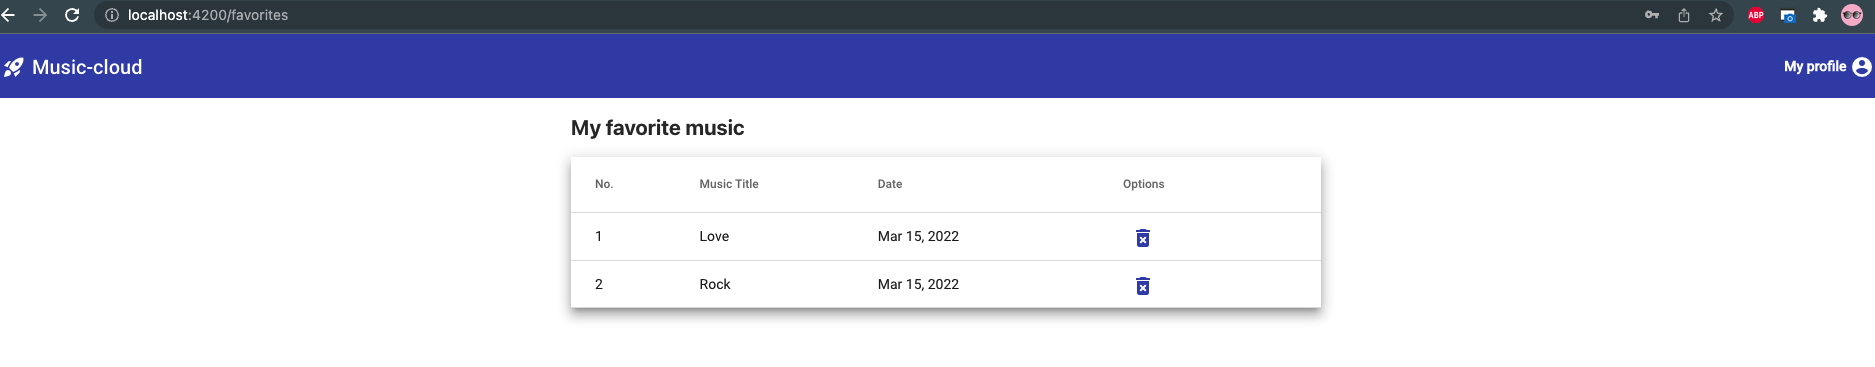 localhost:4200/favorites
ABP
Music-cloud
My profile
My favorite music
No. Music Title Date Options
1 Love Mar 15, 2022
2 Rock Mar 15, 2022